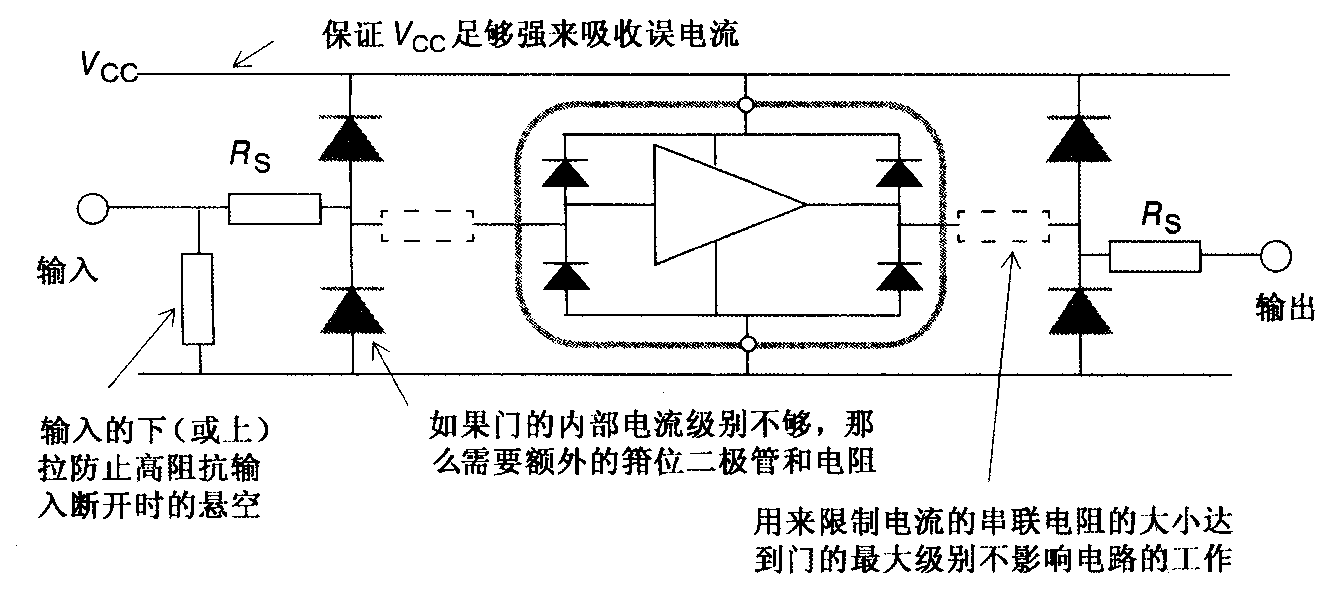 保证 VCC 足够强来吸收误电流
VCC
RS
RS
输入
输出
输入的下（或上）
拉防止高阻抗输
入断开时的悬空
如果门的内部电流级别不够，那
么需要额外的箝位二极管和电阻
用来限制电流的串联电阻的大小达
到门的最大级别不影响电路的工作